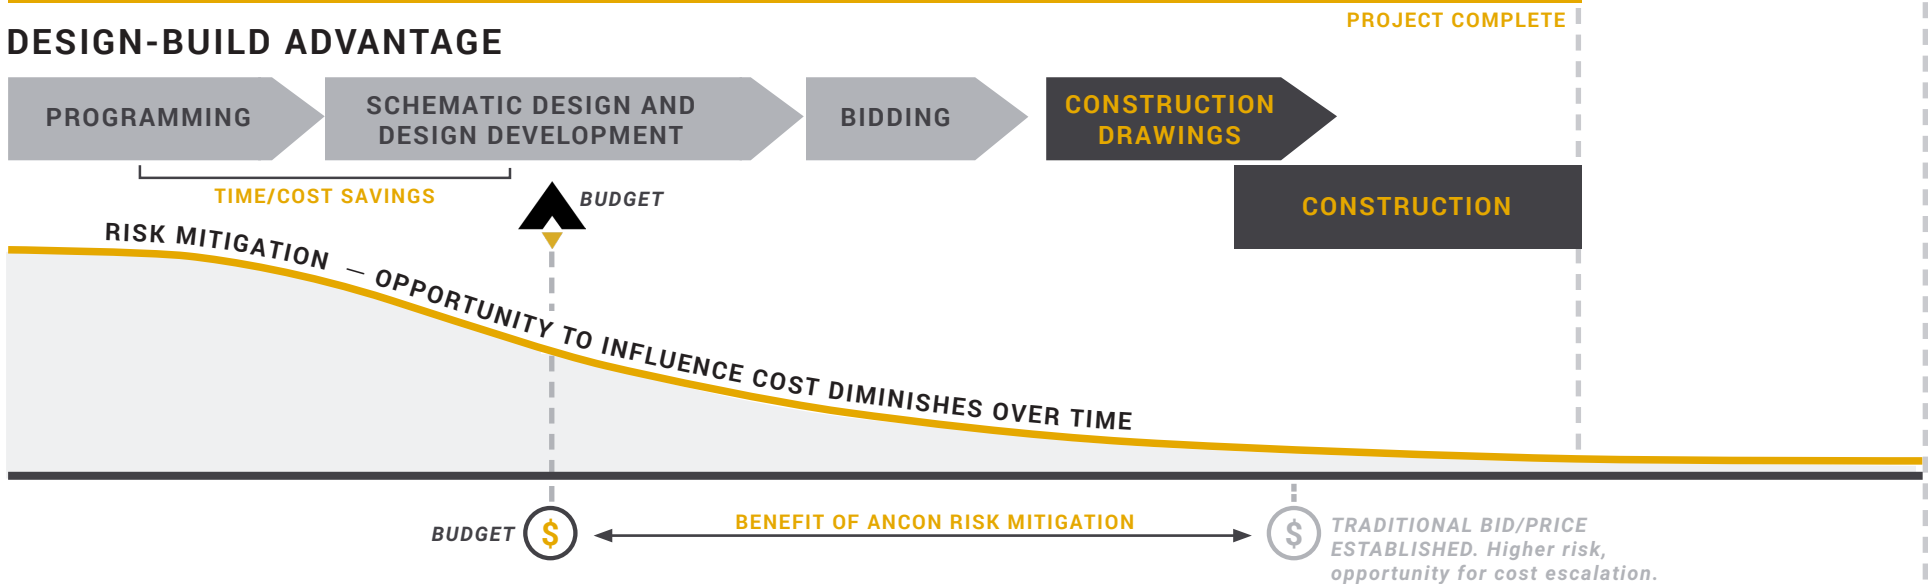 PROJECT COMPLETE
DESIGN-BUILD ADVANTAGE
PROGRAMMING
SCHEMATIC DESIGN AND
DESIGN DEVELOPMENT
BIDDING
CONSTRUCTION
DRAWINGS
TIME/COST SAVINGS
BUDGET
CONSTRUCTION
RISK MITIGATION — OPPORTUNITY TO INFLUENCE COST DIMINISHES OVER TIME
BUDGET
$
BENEFIT OF ANCON RISK MITIGATION
$
TRADITIONAL BID/PRICE
ESTABLISHED. Higher risk,
opportunity for cost escalation.